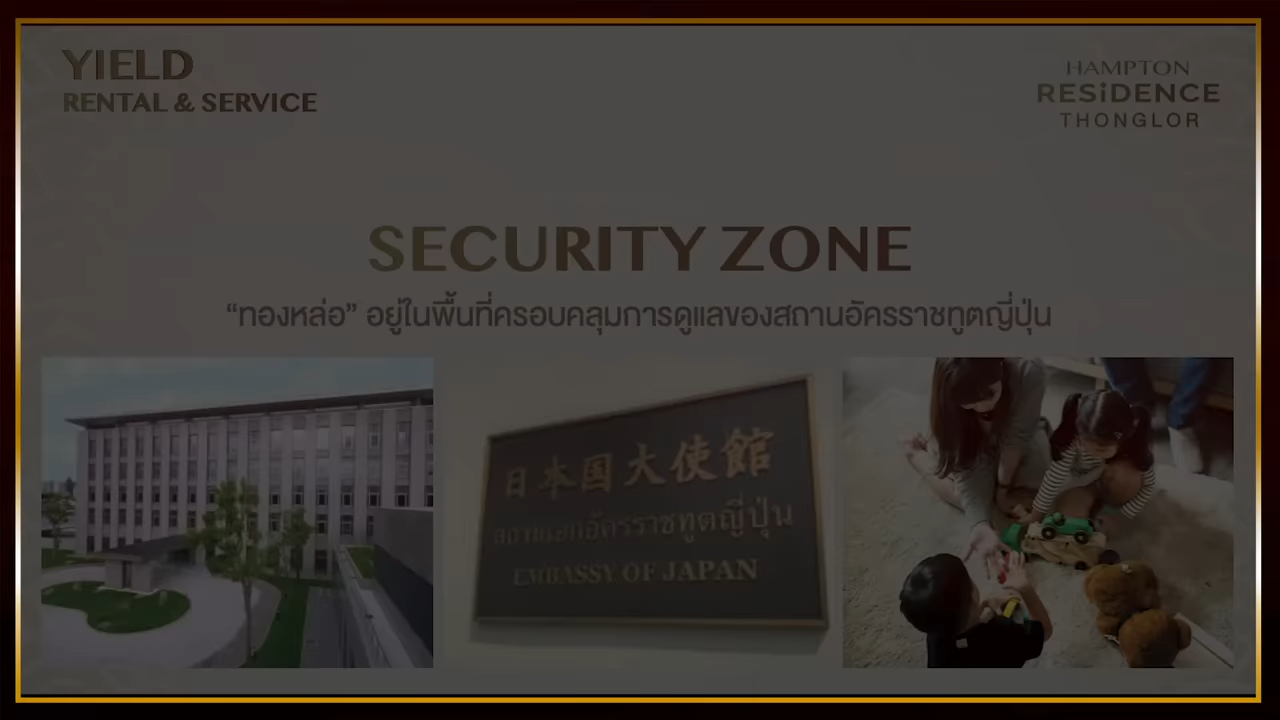 YIELD
RENTAL & SERVICE
HAMPTON
RESiDENCE
THONGLOR
SECURITY ZONE
“ทองหล่อ” อยู่ในพื้นที่ครอบคลุมการดูแลของสถานอัครราชทูตญี่ปุ่น
日本国大使館
สถานเอกอัครราชทูตญี่ปุ่น
EMBASSY OF JAPAN